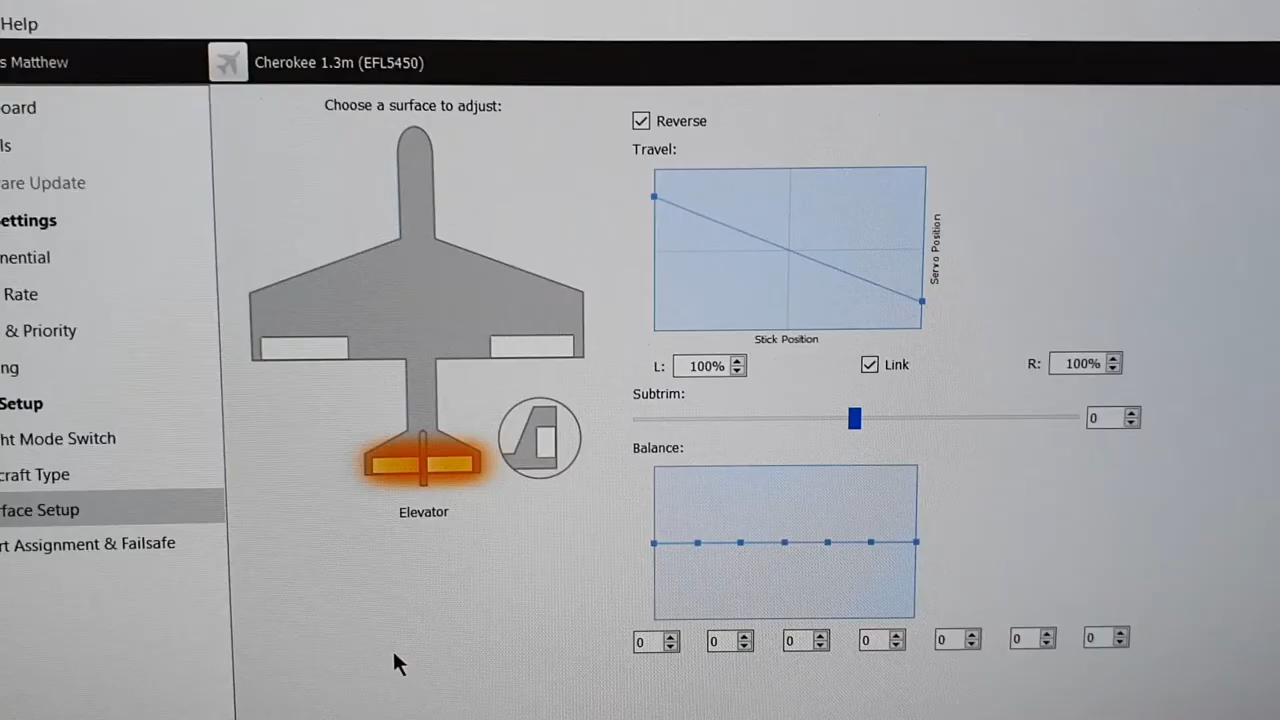 Help
s Matthew
Cherokee 1.3m (EFL5450)
oard
ls
are Update
ettings
nential
Rate
& Priority
ng
Setup
ht Mode Switch
craft Type
face Setup
rt Assignment & Failsafe
Choose a surface to adjust:
Elevator
Reverse
Travel:
Servo Position
Stick Position
L: 100% Link R: 100%
Subtrim:
0
Balance:
0 0 0 0 0 0 0